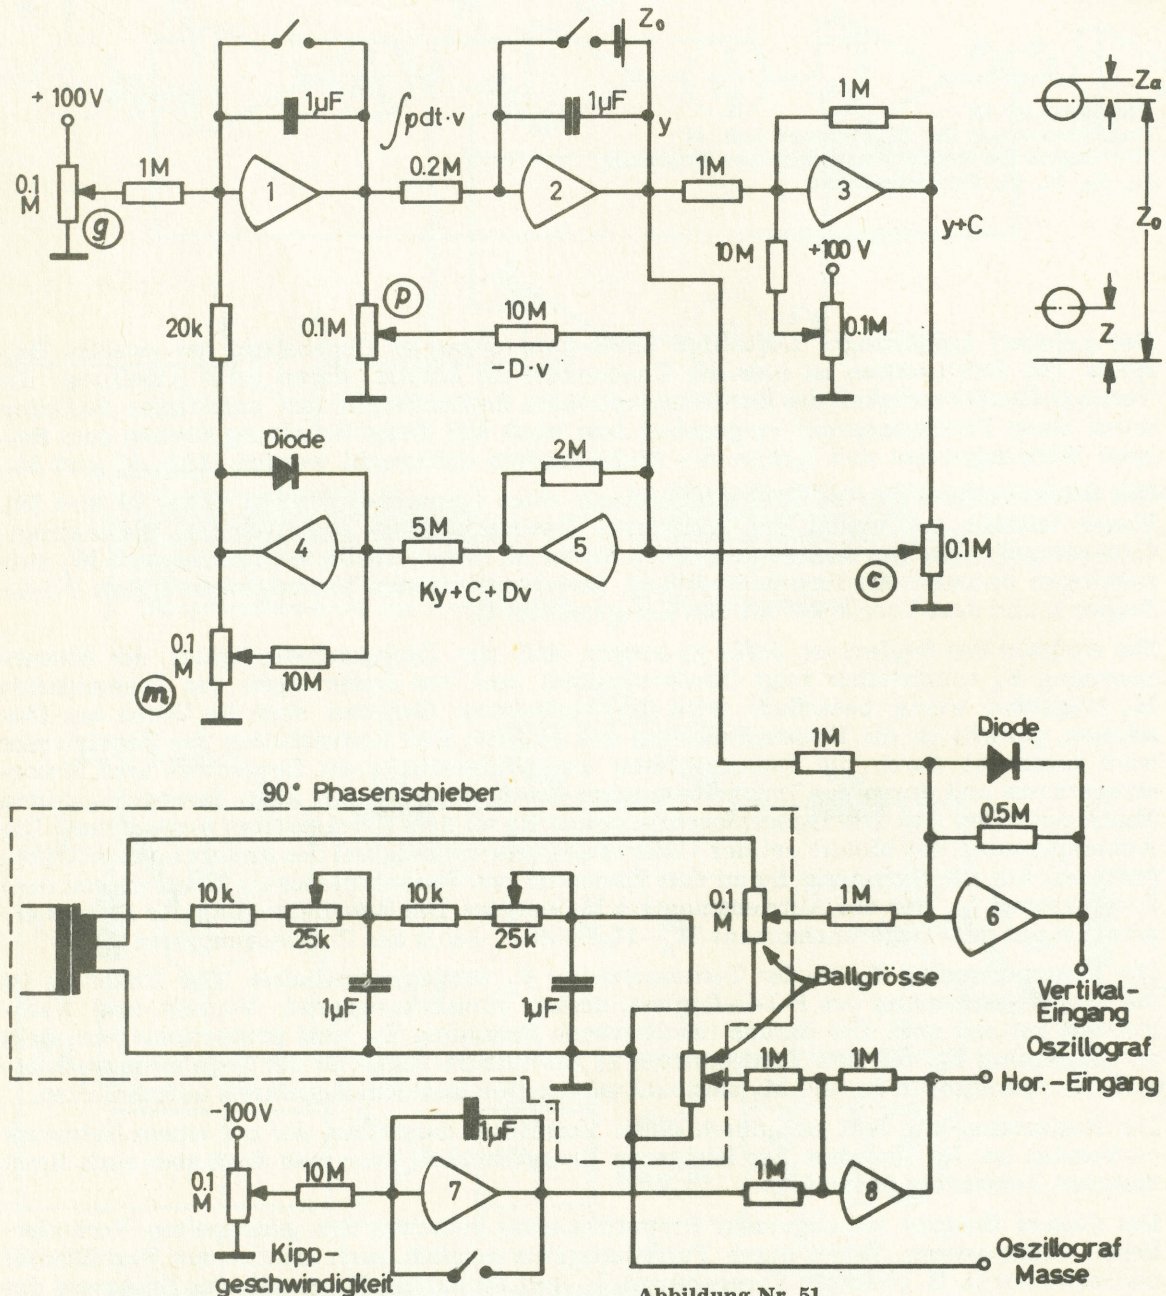 Z₀
+100V
1µF
∫pdt·v
1µF
y
1M
Zα
0.1
M
1M
g
1
0.2M
2
1M
3
Z₀
y+C
10M
+100 V
20k
0.1M
p
10M
-D·v
0.1M
Z
Diode
2M
4
5M
5
0.1M
Ky+C+Dv
c
0.1
M
10M
m
1M
Diode
90° Phasenschieber
0.5M
10k
25k
10k
25k
0.1
M
1M
6
1µF
1µF
Ballgrösse
Vertikal-
Eingang
Oszillograf
1M
1M
Hor.-Eingang
-100V
1µF
0.1
M
10M
7
1M
8
Kipp-
geschwindigkeit
Oszillograf
Masse
Abbildung Nr. 51